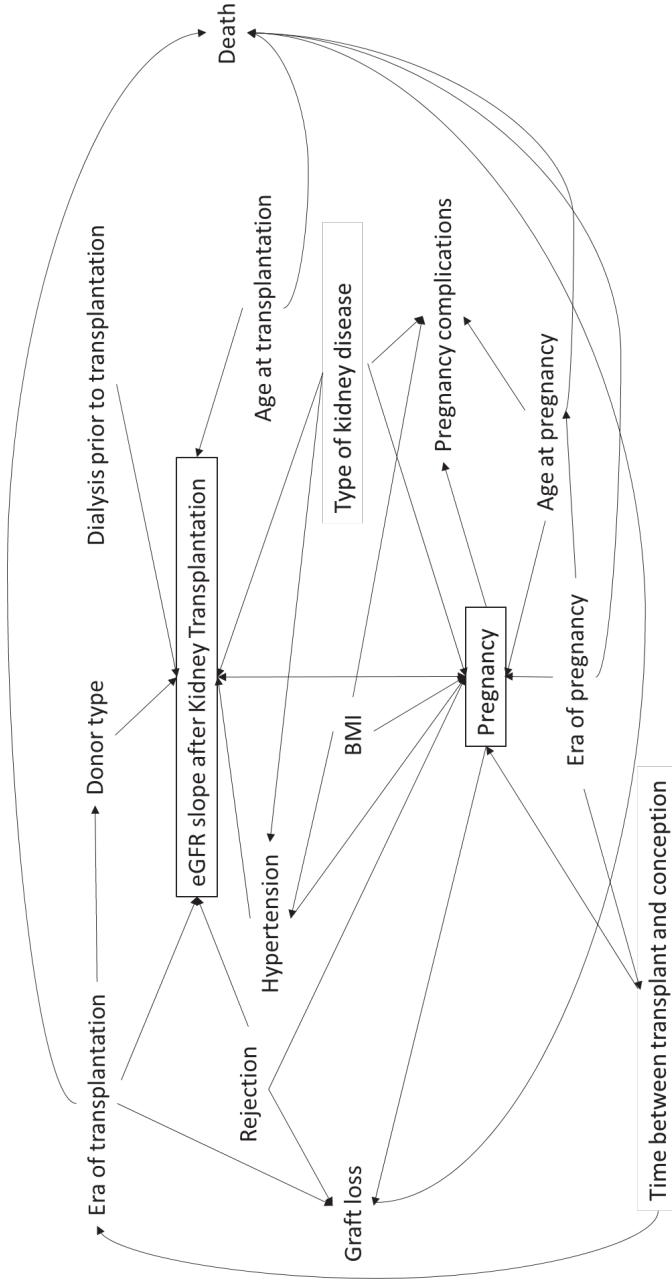 Era of transplantation
Donor type
Dialysis prior to transplantation
eGFR slope after Kidney Transplantation
Death
Rejection
Hypertension
Age at transplantation
Graft loss
BMI
Type of kidney disease
Pregnancy complications
Pregnancy
Age at pregnancy
Era of pregnancy
Time between transplant and conception